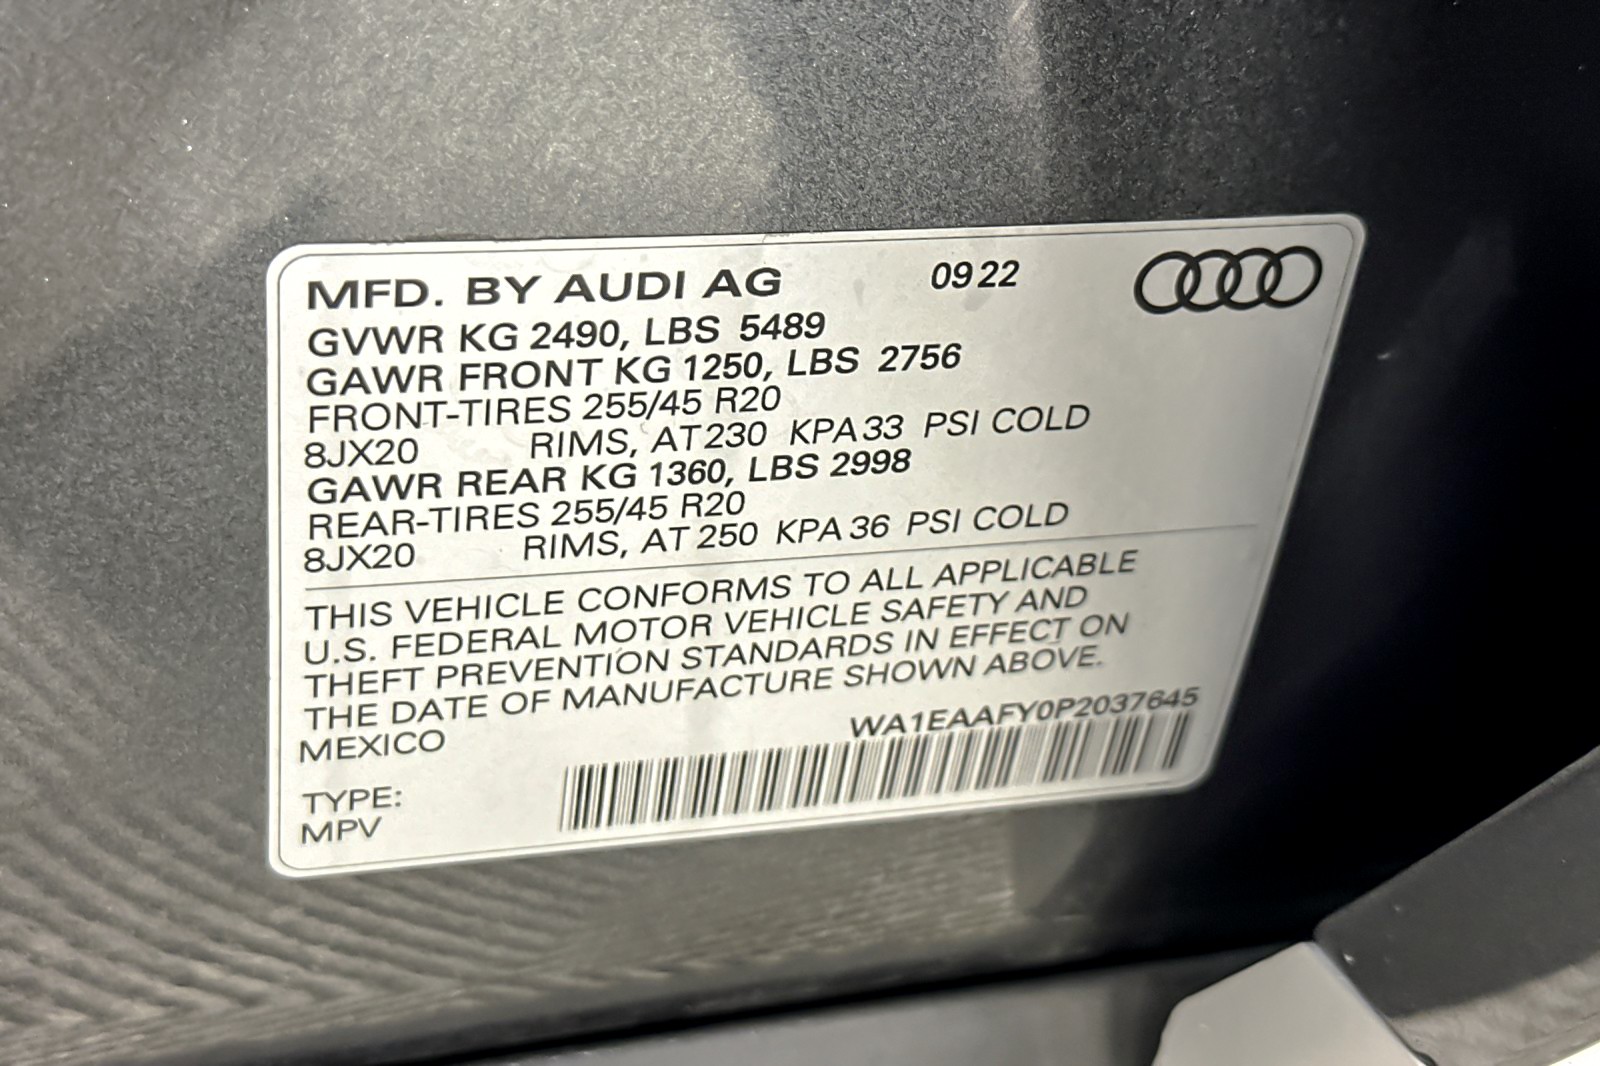 MFD. BY AUDI AG 09 22
GVWR KG 2490, LBS 5489
GAWR FRONT KG 1250, LBS 2756
FRONT-TIRES 255/45 R20
8JX20 RIMS, AT 230 KPA 33 PSI COLD
GAWR REAR KG 1360, LBS 2998
REAR-TIRES 255/45 R20
8JX20 RIMS, AT 250 KPA 36 PSI COLD
THIS VEHICLE CONFORMS TO ALL APPLICABLE
U.S. FEDERAL MOTOR VEHICLE SAFETY AND
THEFT PREVENTION STANDARDS IN EFFECT ON
THE DATE OF MANUFACTURE SHOWN ABOVE.
MEXICO WA1EAAFY0P2037645
TYPE:
MPV